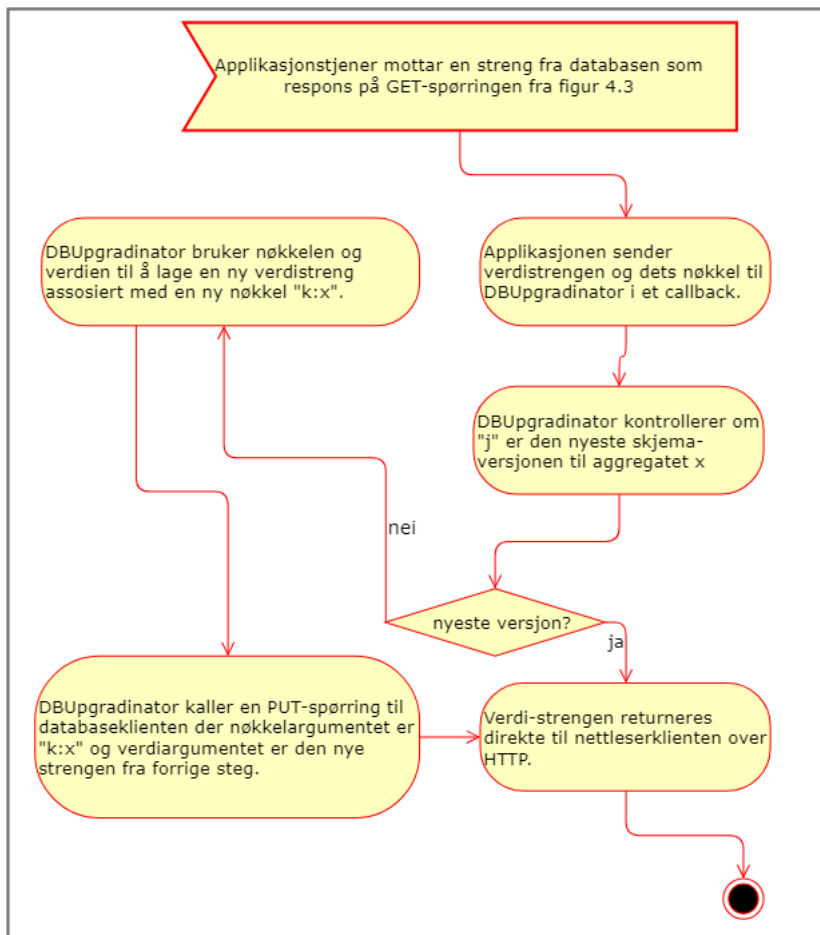 Applikasjonstjener mottar en streng fra databasen som
respons på GET-spørringen fra figur 4.3
Applikasjonen sender
verdistrengen og dets nøkkel til
DBUpgradinator i et callback.
DBUpgradinator kontrollerer om
"j" er den nyeste skjema-
versjonen til aggregatet x
nyeste versjon?
nei
ja
DBUpgradinator bruker nøkkelen og
verdien til å lage en ny verdistreng
assosiert med en ny nøkkel "k:x".
DBUpgradinator kaller en PUT-spørring til
databaseklienten der nøkkelargumentet er
"k:x" og verdiargumentet er den nye
strengen fra forrige steg.
Verdi-strengen returneres
direkte til nettleserklienten over
HTTP.